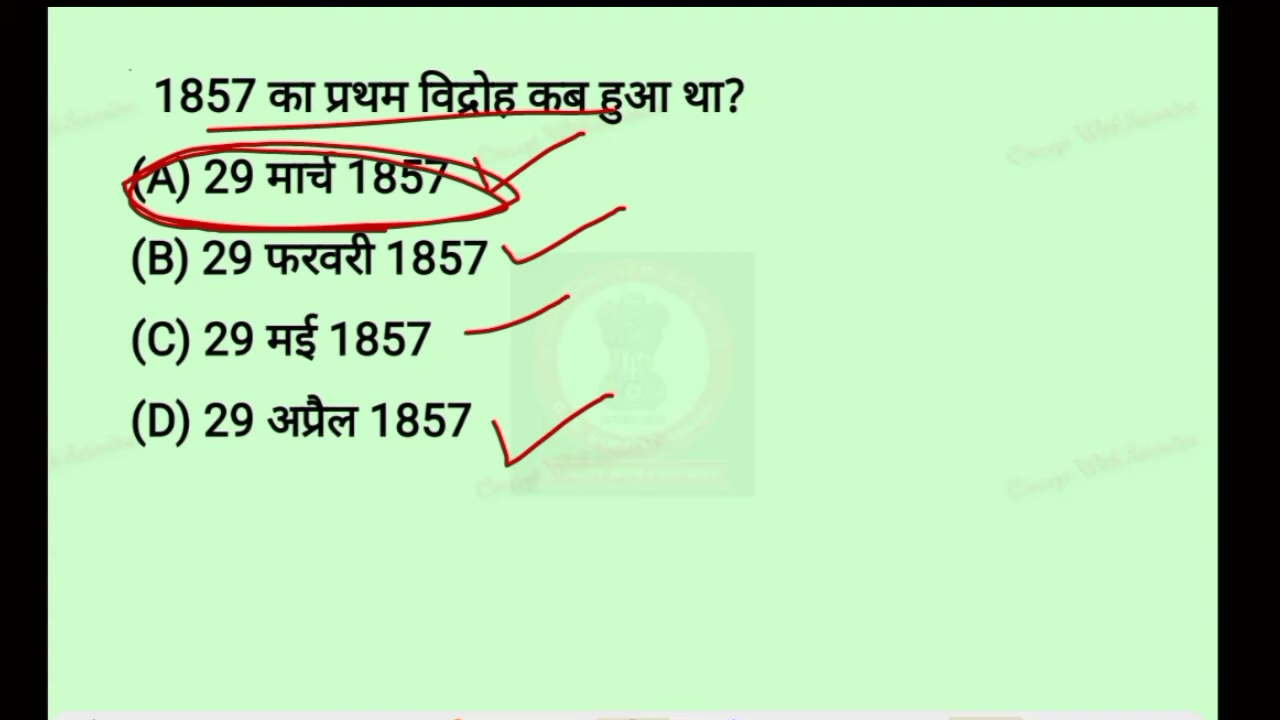 1857 का प्रथम विद्रोह कब हुआ था?
(A) 29 मार्च 1857
(B) 29 फरवरी 1857
(C) 29 मई 1857
(D) 29 अप्रैल 1857